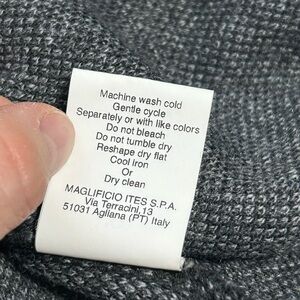 Machine wash cold
Gentle cycle
Separately or with like colors
Do not bleach
Do not tumble dry
Reshape dry flat
Cool Iron
Or
Dry clean
MAGLIFICIO ITES S.P.A.
Via Terracini,13
51031 Agliana (PT) Italy